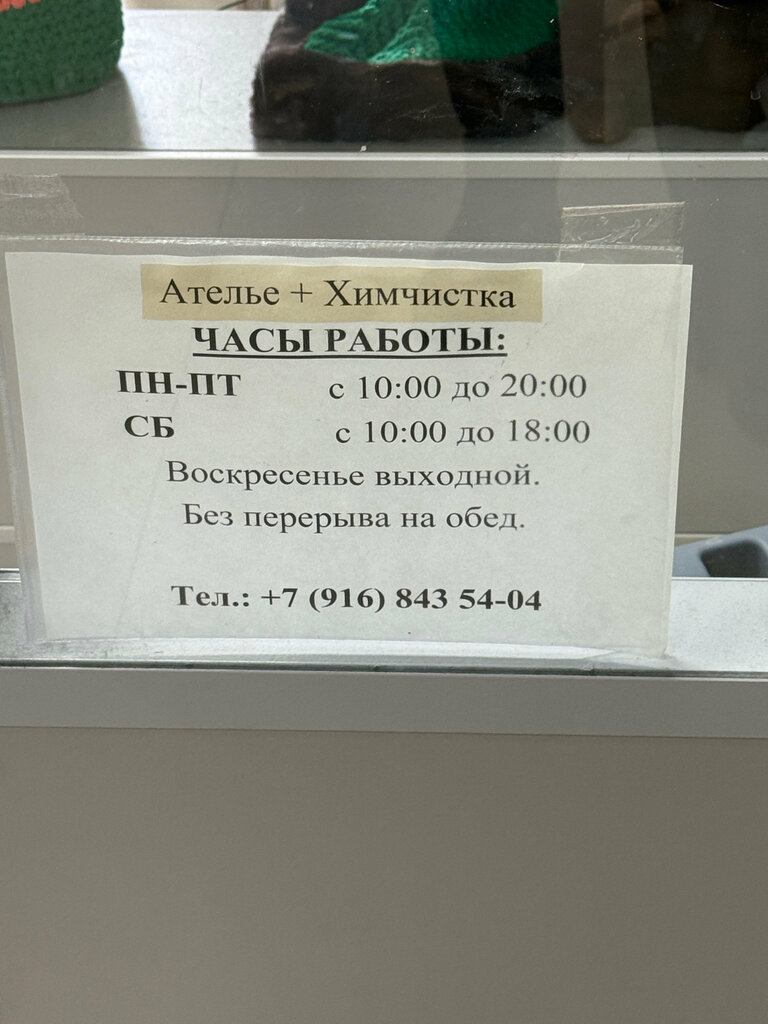 Ателье + Химчистка
ЧАСЫ РАБОТЫ:
ПН-ПТ с 10:00 до 20:00
СБ с 10:00 до 18:00
Воскресенье выходной.
Без перерыва на обед.
Тел.: +7 (916) 843 54-04